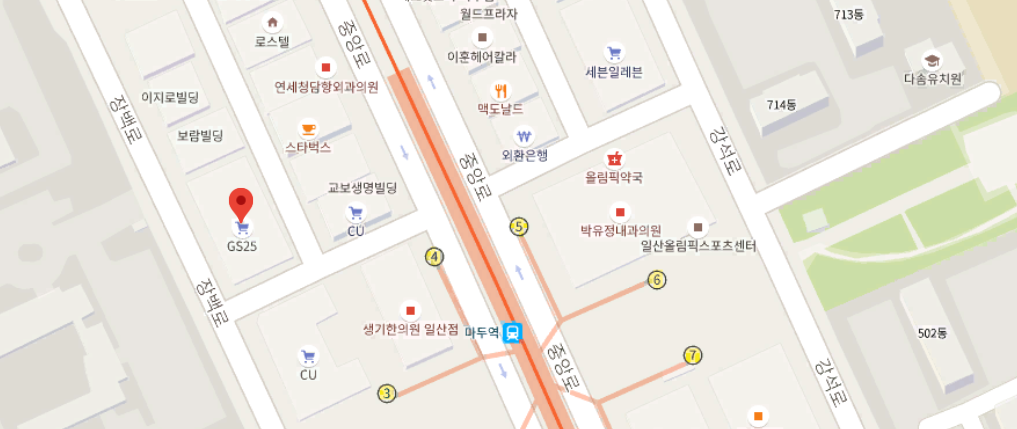 월드프라자
713동
로스텔
중앙로
이훈헤어칼라
세븐일레븐
다솜유치원
연세청담항외과의원
이지로빌딩
장백로
맥도날드
714동
보람빌딩
스타벅스
₩
외환은행
강석로
중앙로
올림픽약국
교보생명빌딩
CU
GS25
5
박유정내과의원
일산올림픽스포츠센터
4
6
장백로
생기한의원 일산점
마두역
502동
CU
중앙로
7
강석로
3